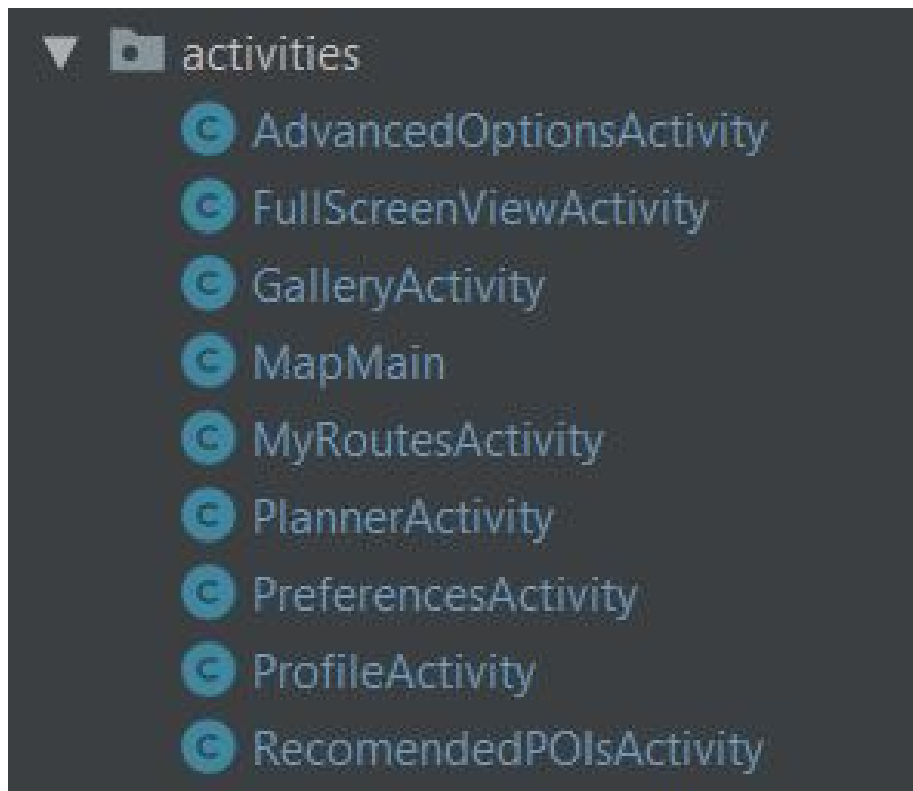 activities
C AdvancedOptionsActivity
C FullScreenViewActivity
C GalleryActivity
C MapMain
C MyRoutesActivity
C PlannerActivity
C PreferencesActivity
C ProfileActivity
C RecomendedPOIsActivity